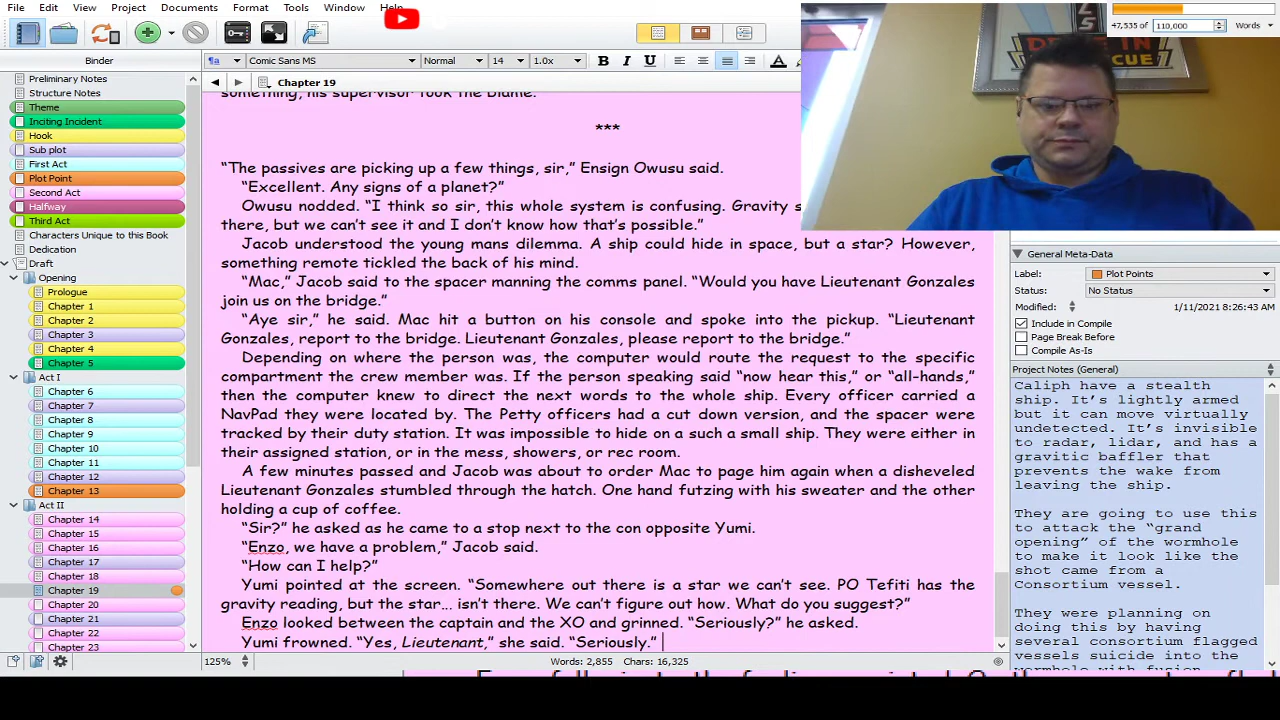 File Edit View Project Documents Format Tools Window Help
47,535 of 110,000 Words
Comic Sans MS Normal 14 1.0x B I U A
Binder
Chapter 19
Preliminary Notes
Structure Notes
Theme
Inciting Incident
Hook
Sub plot
First Act
Plot Point
Second Act
Halfway
Third Act
Characters Unique to this Book
Dedication
Draft
Opening
Prologue
Chapter 1
Chapter 2
Chapter 3
Chapter 4
Chapter 5
Act I
Chapter 6
Chapter 7
Chapter 8
Chapter 9
Chapter 10
Chapter 11
Chapter 12
Chapter 13
Act II
Chapter 14
Chapter 15
Chapter 16
Chapter 17
Chapter 18
Chapter 19
Chapter 20
Chapter 21
Chapter 22
Chapter 23
something, his supervisor took the blame.
***
“The passives are picking up a few things, sir,” Ensign Owusu said.
“Excellent. Any signs of a planet?”
Owusu nodded. “I think so sir, this whole system is confusing. Gravity s
there, but we can’t see it and I don’t know how that’s possible.”
Jacob understood the young mans dilemma. A ship could hide in space, but a star? However,
something remote tickled the back of his mind.
“Mac,” Jacob said to the spacer manning the comms panel. “Would you have Lieutenant Gonzales
join us on the bridge.”
“Aye sir,” he said. Mac hit a button on his console and spoke into the pickup. “Lieutenant
Gonzales, report to the bridge. Lieutenant Gonzales, please report to the bridge.”
Depending on where the person was, the computer would route the request to the specific
compartment the crew member was. If the person speaking said “now hear this,” or “all-hands,”
then the computer knew to direct the next words to the whole ship. Every officer carried a
NavPad they were located by. The Petty officers had a cut down version, and the spacer were
tracked by their duty station. It was impossible to hide on a such a small ship. They were either in
their assigned station, or in the mess, showers, or rec room.
A few minutes passed and Jacob was about to order Mac to page him again when a disheveled
Lieutenant Gonzales stumbled through the hatch. One hand futzing with his sweater and the other
holding a cup of coffee.
“Sir?” he asked as he came to a stop next to the con opposite Yumi.
“Enzo, we have a problem,” Jacob said.
“How can I help?”
Yumi pointed at the screen. “Somewhere out there is a star we can’t see. PO Tefiti has the
gravity reading, but the star... isn’t there. We can’t figure out how. What do you suggest?”
Enzo looked between the captain and the XO and grinned. “Seriously?” he asked.
Yumi frowned. “Yes, Lieutenant,” she said. “Seriously.”
125% Words: 2,855 Chars: 16,325
DRIVE IN
General Meta-Data
Label: Plot Points
Status: No Status
Modified: 1/11/2021 8:26:43 AM
Include in Compile
Page Break Before
Compile As-Is
Project Notes (General)
Caliph have a stealth
ship. It’s lightly armed
but it can move virtually
undetected. It’s invisible
to radar, lidar, and has a
gravitic baffler that
prevents the wake from
leaving the ship.
They are going to use this
to attack the “grand
opening” of the wormhole
to make it look like the
shot came from a
Consortium vessel.
They were planning on
doing this by having
several consortium flagged
vessels suicide into the
wormhole with fusion